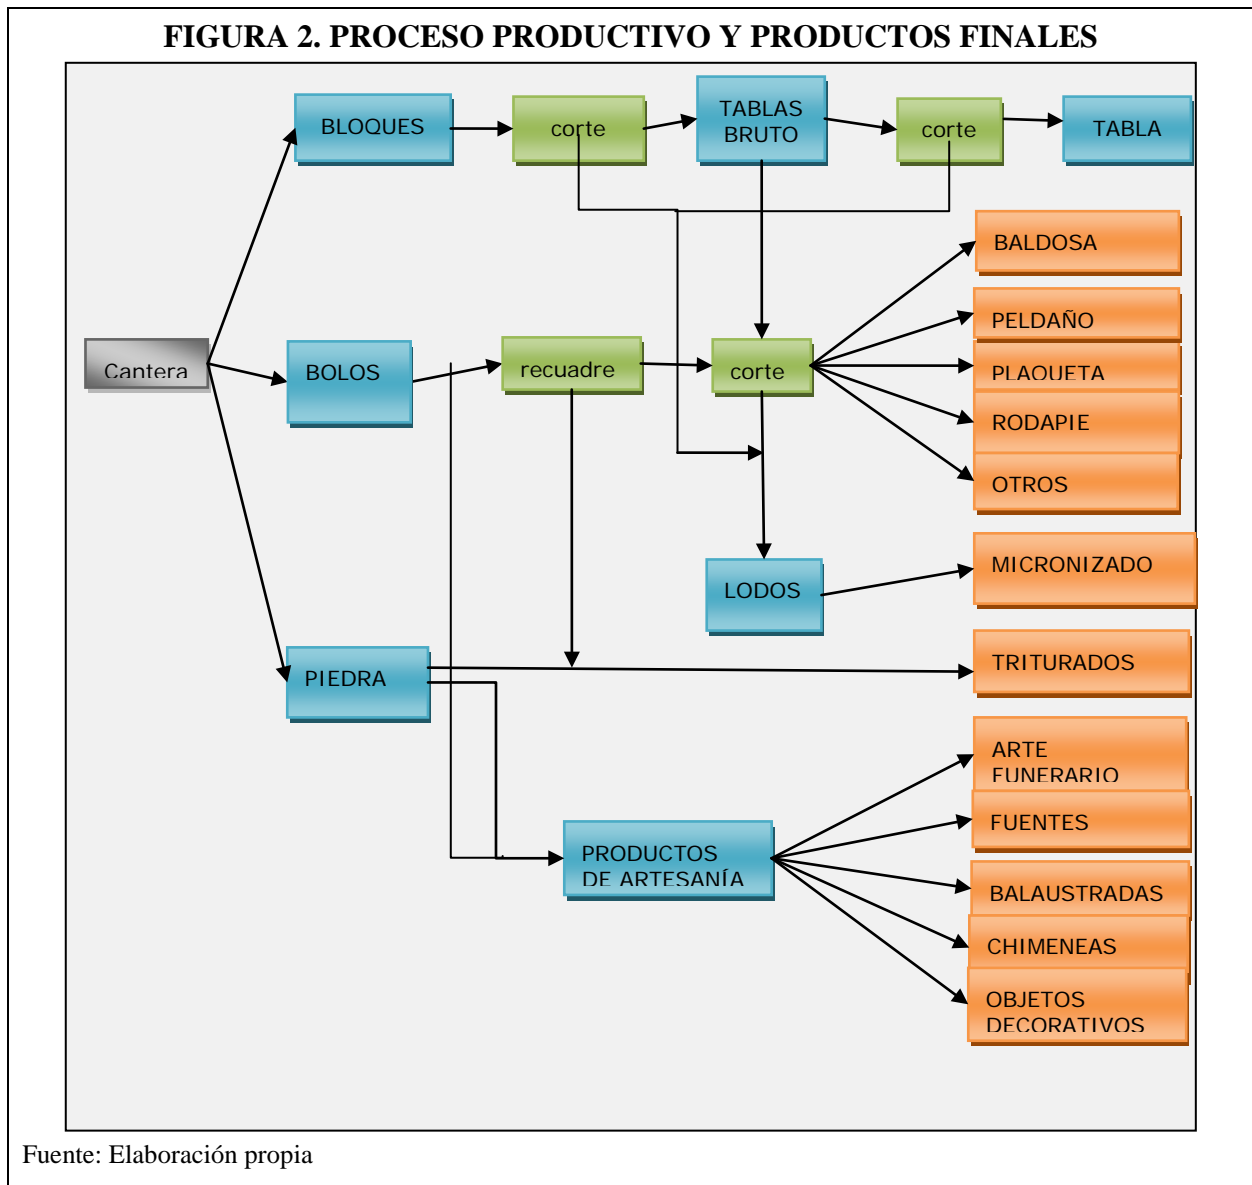 FIGURA 2. PROCESO PRODUCTIVO Y PRODUCTOS FINALES
BLOQUES
corte
TABLAS
BRUTO
corte
TABLA
BALDOSA
PELDAÑO
PLAQUETA
RODAPIE
OTROS
Cantera
BOLOS
recuadre
corte
LODOS
MICRONIZADO
PIEDRA
TRITURADOS
PRODUCTOS
DE ARTESANÍA
ARTE
FUNERARIO
FUENTES
BALAUSTRADAS
CHIMENEAS
OBJETOS
DECORATIVOS
Fuente: Elaboración propia